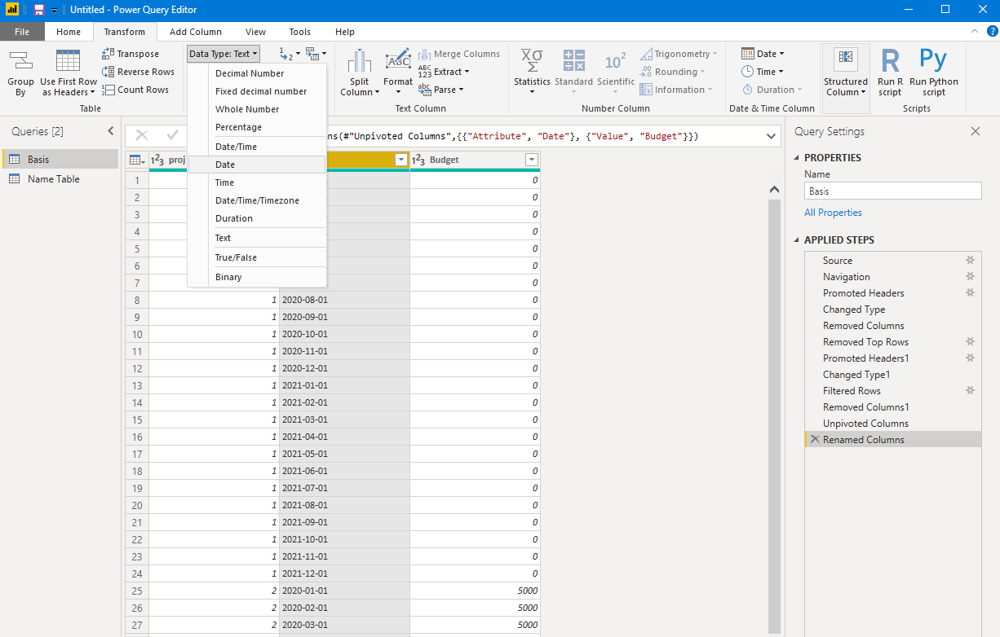 Untitled - Power Query Editor
File Home Transform Add Column View Tools Help
Group By
Use First Row as Headers
Transpose
Reverse Rows
Count Rows
Table
Data Type: Text
Decimal Number
Fixed decimal number
Whole Number
Percentage
Date/Time
Date
Time
Date/Time/Timezone
Duration
Text
True/False
Binary
Split Column
Format
ABC
Merge Columns
ABC 123 Extract
abc Parse
Text Column
Statistics
Standard
10² Scientific
Trigonometry
Rounding
Information
Number Column
Date
Time
Duration
Date & Time Column
Structured Column
R
Run R script
Py
Run Python script
Scripts
Queries [2]
Basis
Name Table
ns(#"Unpivoted Columns",{{"Attribute", "Date"}, {"Value", "Budget"}})
1²3 proj 1²3 Budget
1 0
2 0
3 0
4 0
5 0
6 0
7 0
8 1 2020-08-01 0
9 1 2020-09-01 0
10 1 2020-10-01 0
11 1 2020-11-01 0
12 1 2020-12-01 0
13 1 2021-01-01 0
14 1 2021-02-01 0
15 1 2021-03-01 0
16 1 2021-04-01 0
17 1 2021-05-01 0
18 1 2021-06-01 0
19 1 2021-07-01 0
20 1 2021-08-01 0
21 1 2021-09-01 0
22 1 2021-10-01 0
23 1 2021-11-01 0
24 1 2021-12-01 0
25 2 2020-01-01 5000
26 2 2020-02-01 5000
27 2 2020-03-01 5000
Query Settings
PROPERTIES
Name
Basis
All Properties
APPLIED STEPS
Source
Navigation
Promoted Headers
Changed Type
Removed Columns
Removed Top Rows
Promoted Headers1
Changed Type1
Filtered Rows
Removed Columns1
Unpivoted Columns
Renamed Columns